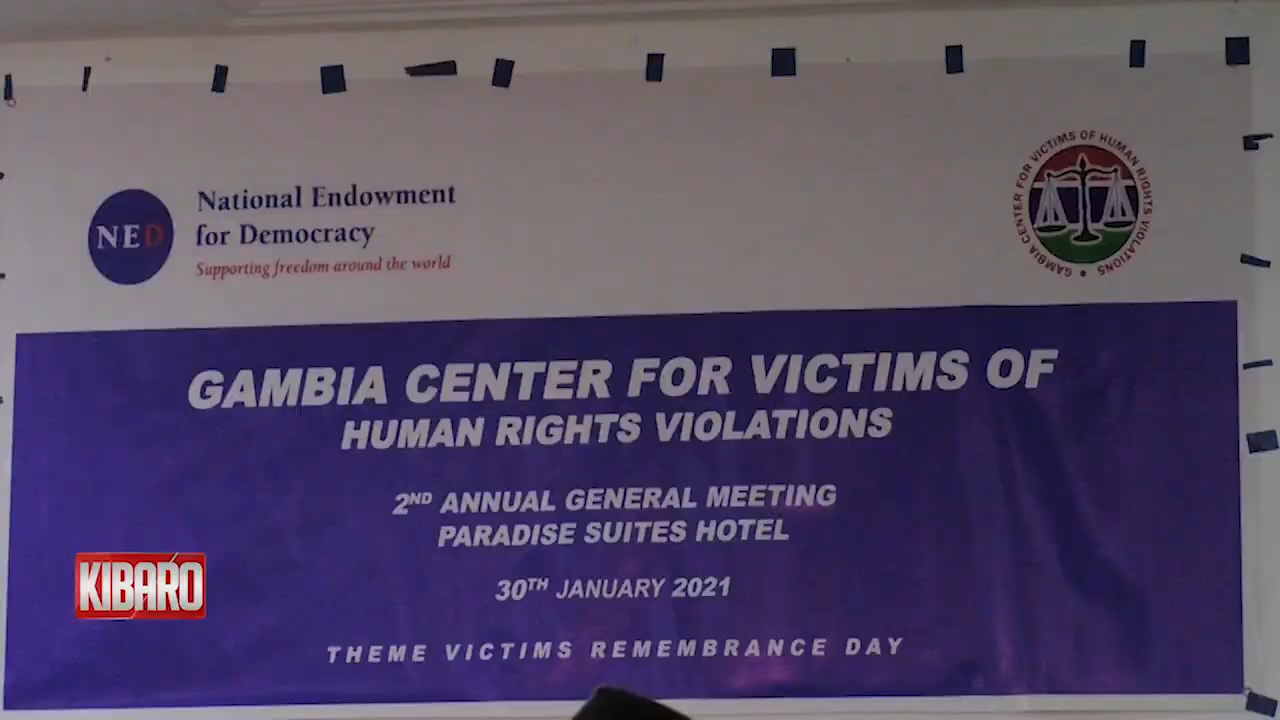 NED
National Endowment
for Democracy
Supporting freedom around the world
GAMBIA CENTER FOR VICTIMS OF HUMAN RIGHTS VIOLATIONS
GAMBIA CENTER FOR VICTIMS OF
HUMAN RIGHTS VIOLATIONS
2ND ANNUAL GENERAL MEETING
PARADISE SUITES HOTEL
30TH JANUARY 2021
THEME VICTIMS REMEMBRANCE DAY
KIBARO